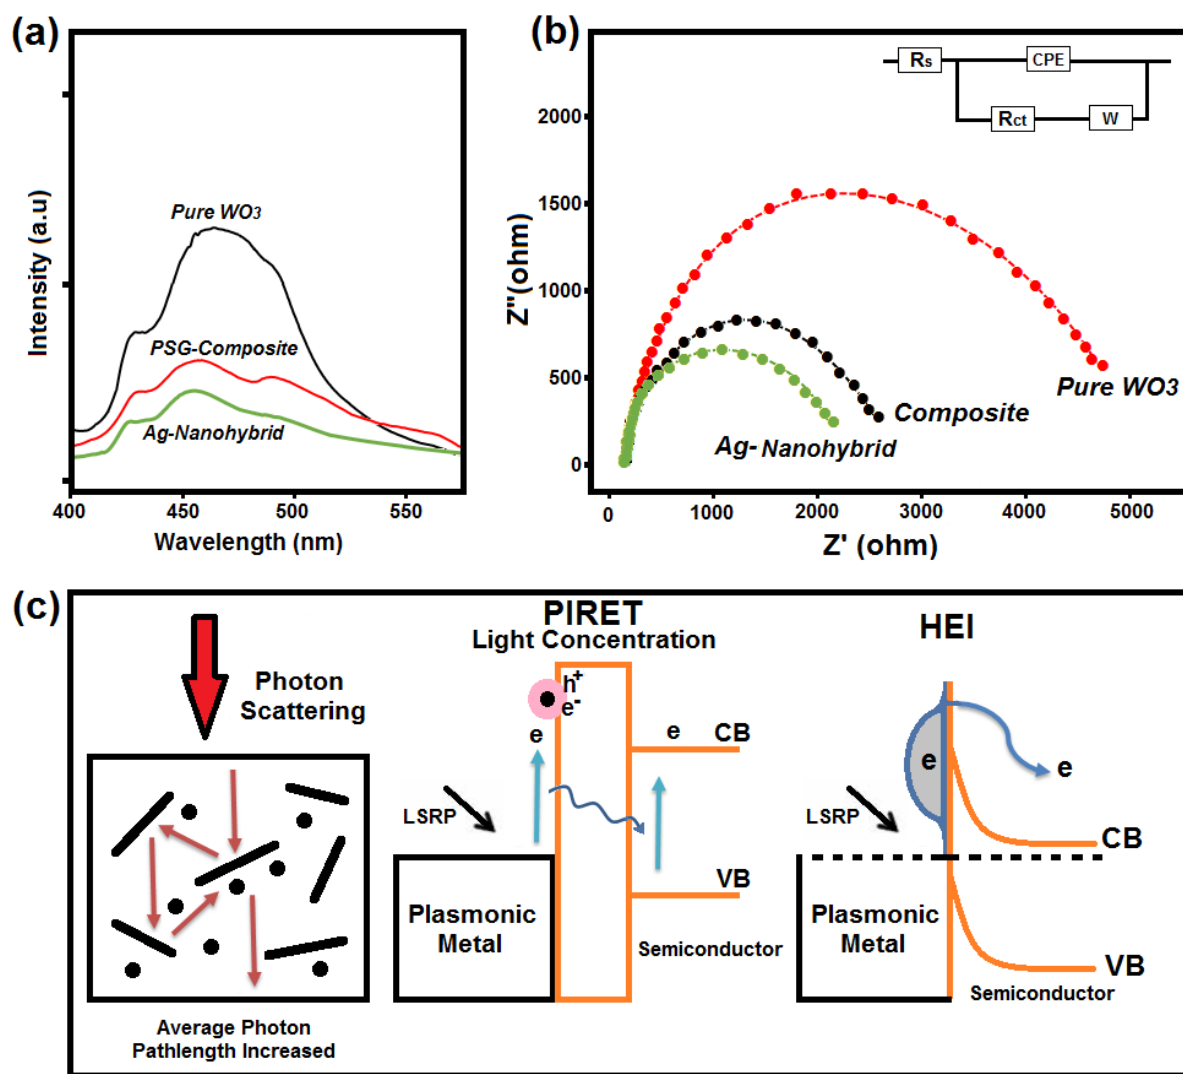 (a)
Intensity (a.u)
Pure WO3
PSG-Composite
Ag-Nanohybrid
400 450 500 550
Wavelength (nm)
(b)
Rs
CPE
Rct
W
Z''(ohm)
2000
1500
1000
500
0
Pure WO3
Composite
Ag-Nanohybrid
0 1000 2000 3000 4000 5000
Z' (ohm)
(c)
Photon
Scattering
Average Photon
Pathlength Increased
PIRET
Light Concentration
h+
e-
e
e
CB
LSRP
VB
Plasmonic
Metal
Semiconductor
HEI
e
e
LSRP
CB
Plasmonic
Metal
VB
Semiconductor